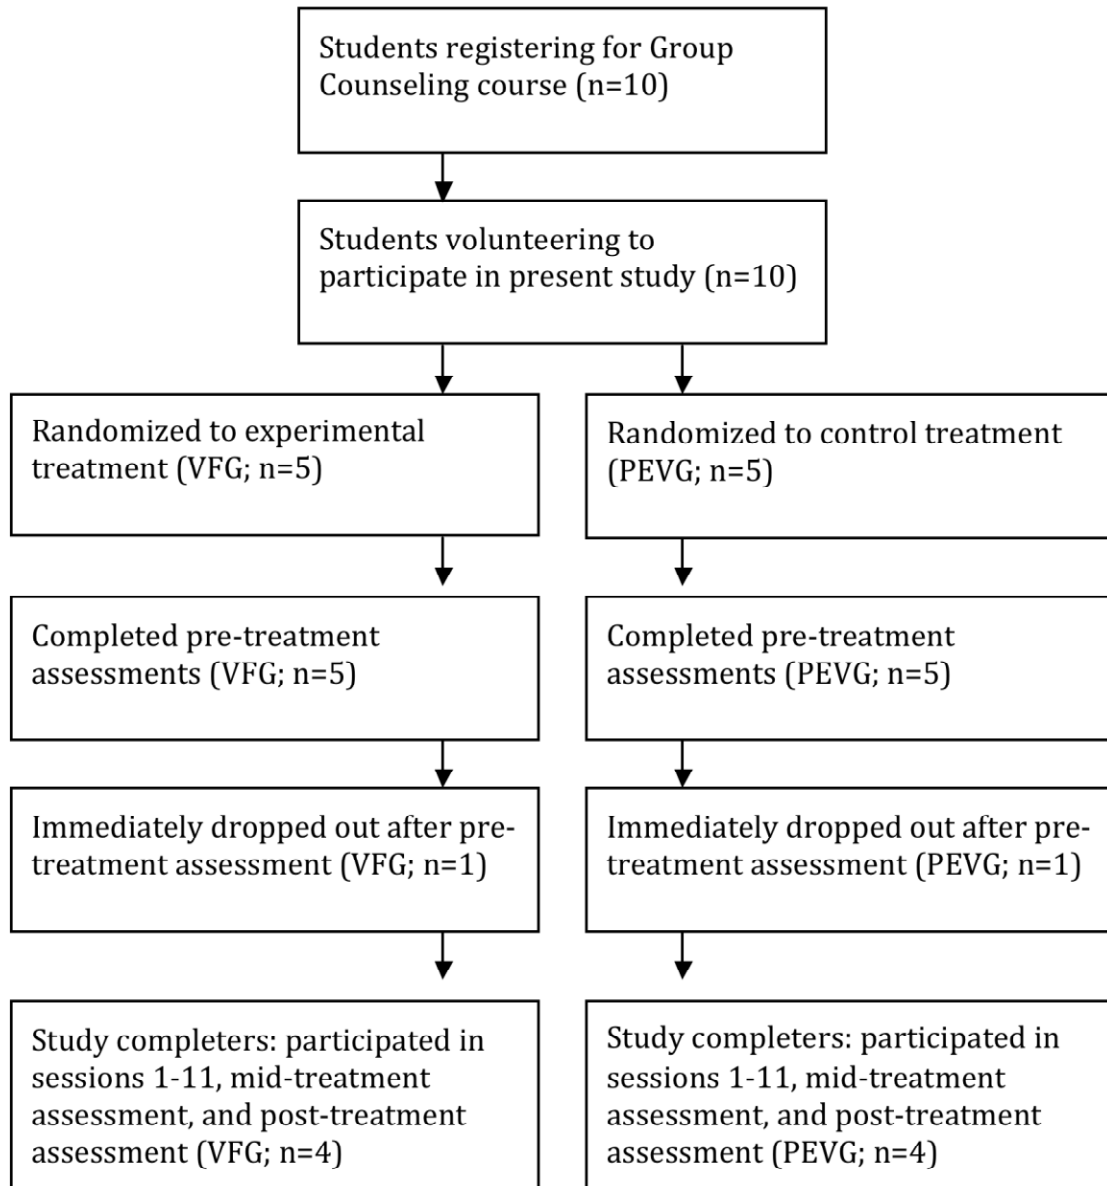 Students registering for Group
Counseling course (n=10)
Students volunteering to
participate in present study (n=10)
Randomized to experimental
treatment (VFG; n=5)
Randomized to control treatment
(PEVG; n=5)
Completed pre-treatment
assessments (VFG; n=5)
Completed pre-treatment
assessments (PEVG; n=5)
Immediately dropped out after pre-
treatment assessment (VFG; n=1)
Immediately dropped out after pre-
treatment assessment (PEVG; n=1)
Study completers: participated in
sessions 1-11, mid-treatment
assessment, and post-treatment
assessment (VFG; n=4)
Study completers: participated in
sessions 1-11, mid-treatment
assessment, and post-treatment
assessment (PEVG; n=4)